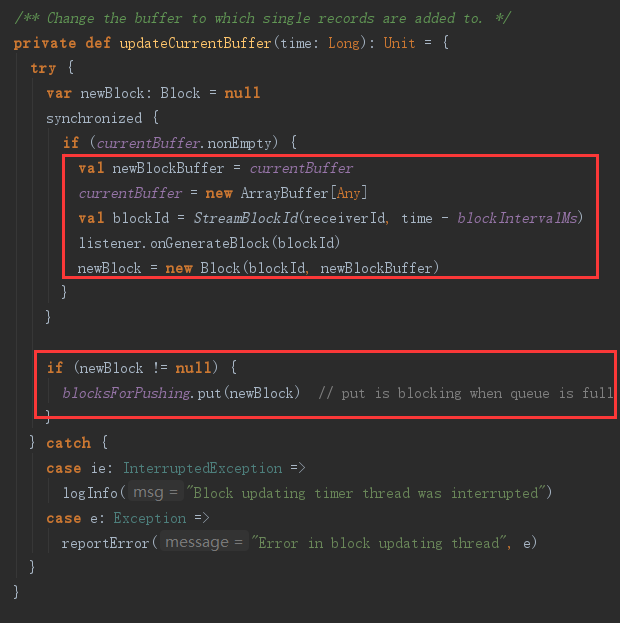 /** Change the buffer to which single records are added to. */
private def updateCurrentBuffer(time: Long): Unit = {
try {
var newBlock: Block = null
synchronized {
if (currentBuffer.nonEmpty) {
val newBlockBuffer = currentBuffer
currentBuffer = new ArrayBuffer[Any]
val blockId = StreamBlockId(receiverId, time - blockIntervalMs)
listener.onGenerateBlock(blockId)
newBlock = new Block(blockId, newBlockBuffer)
}
}
if (newBlock != null) {
blocksForPushing.put(newBlock)  // put is blocking when queue is full
}
} catch {
case ie: InterruptedException =>
logInfo( msg = "Block updating timer thread was interrupted")
case e: Exception =>
reportError( message = "Error in block updating thread", e)
}
}